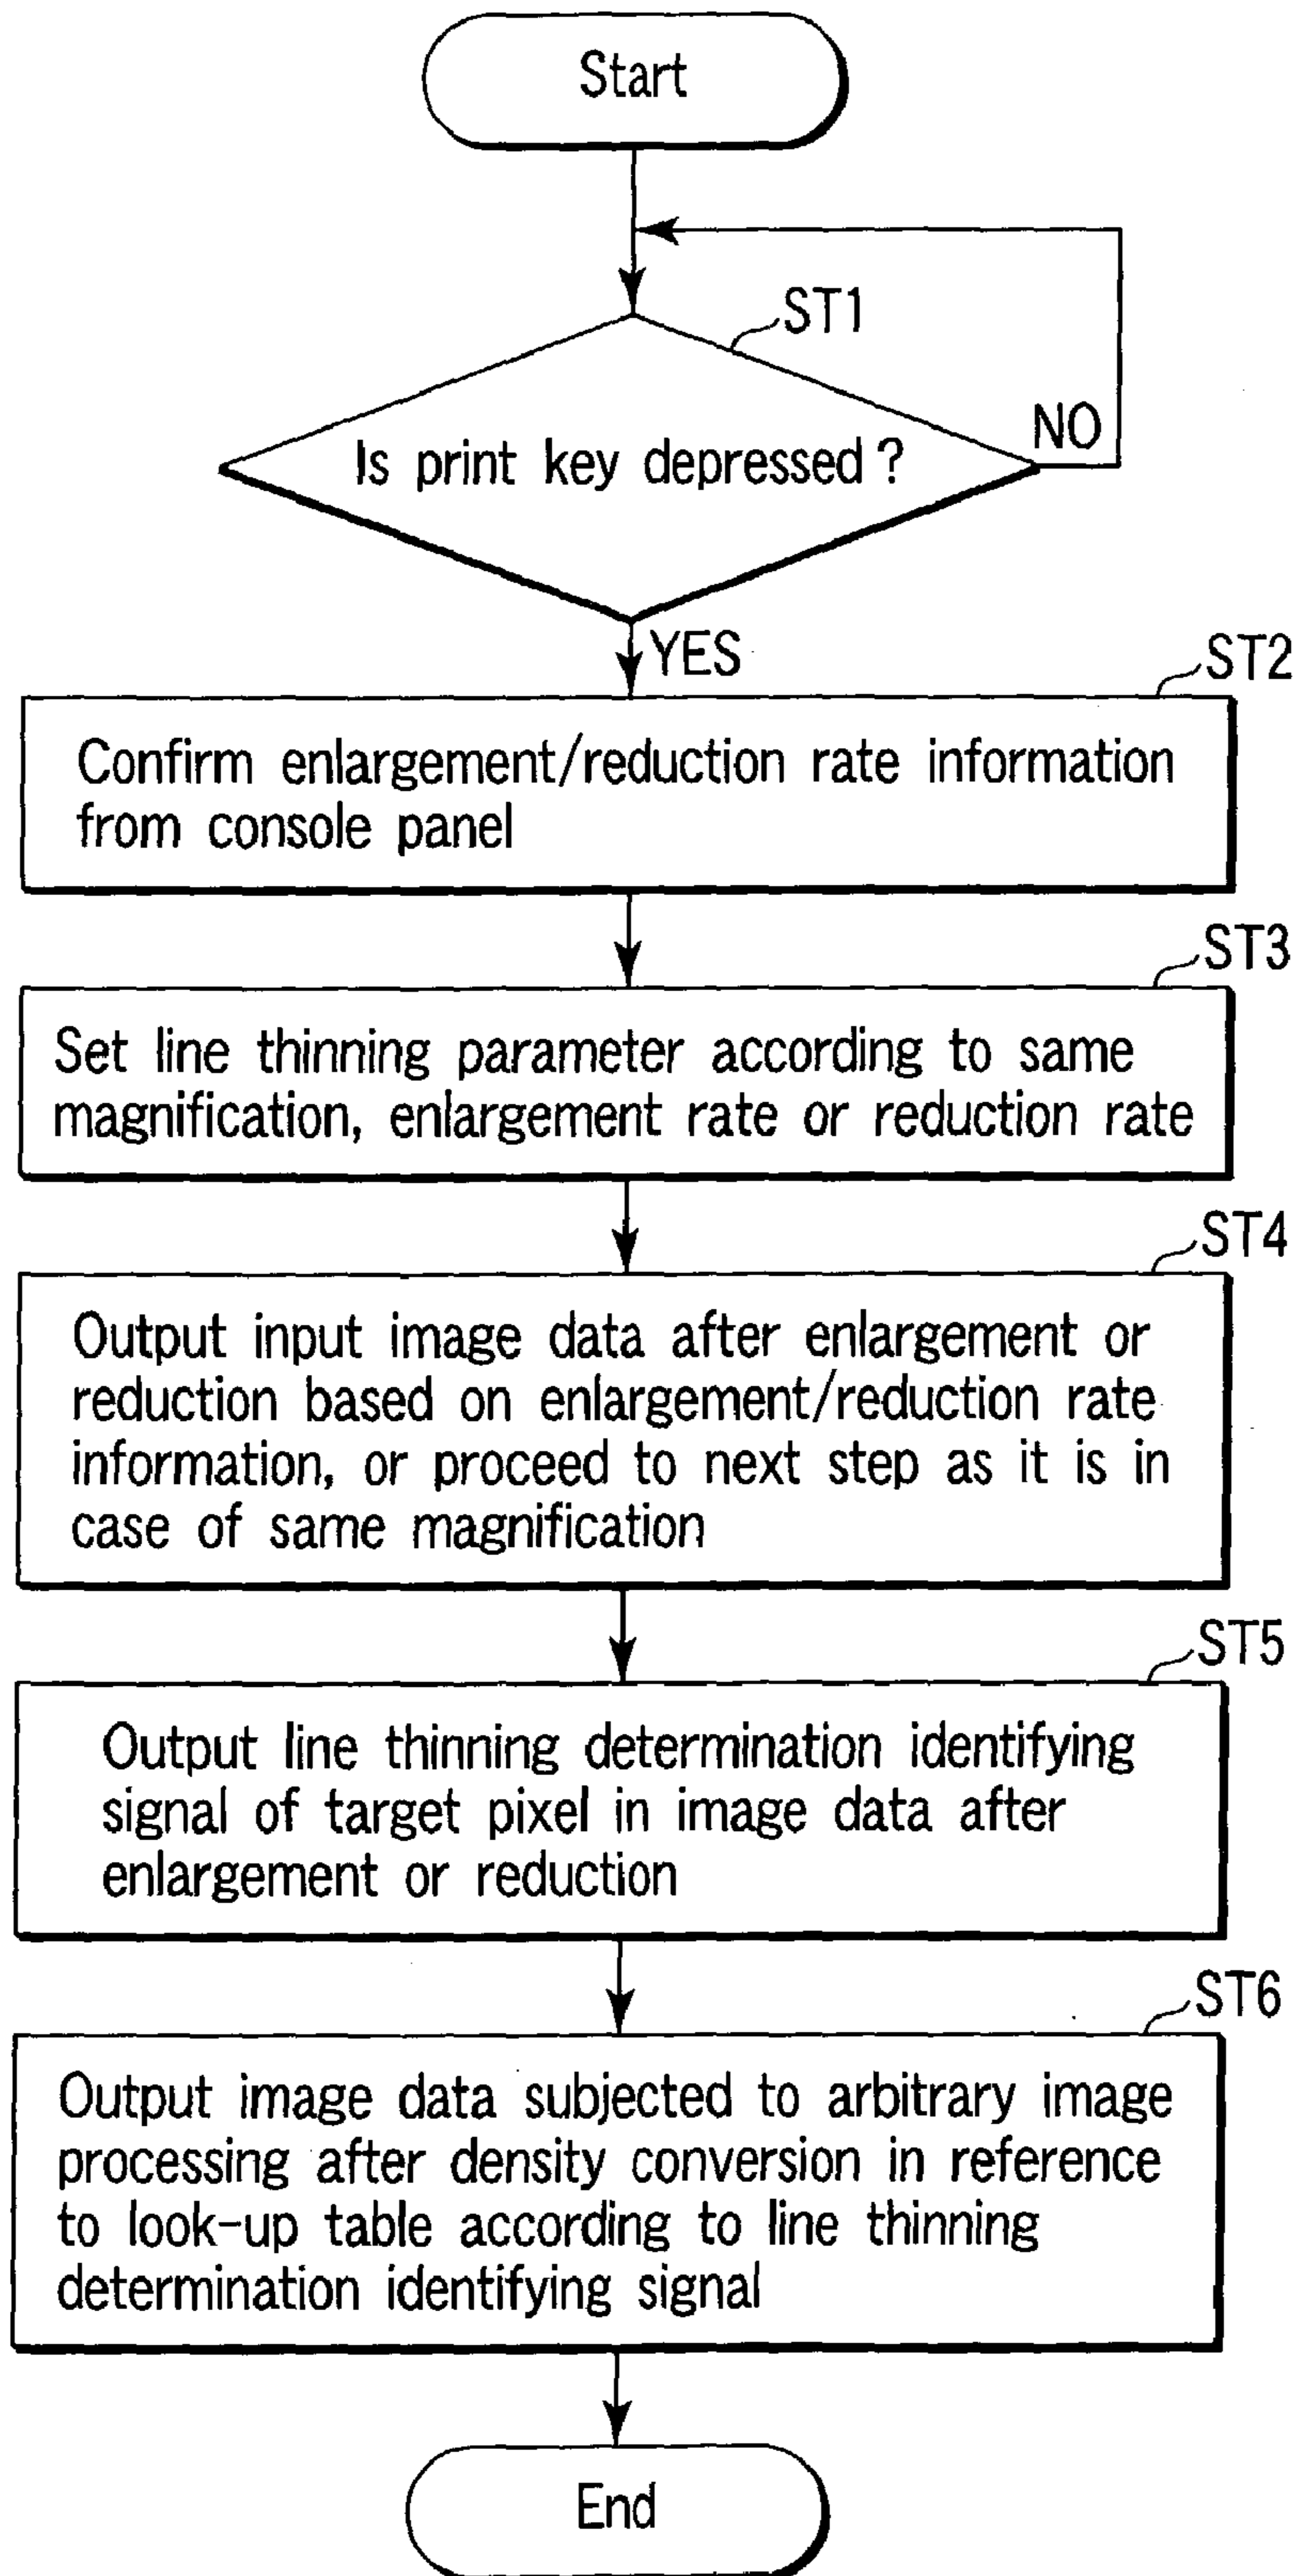 Start
ST1
Is print key depressed ?
NO
YES
ST2
Confirm enlargement/reduction rate information
from console panel
ST3
Set line thinning parameter according to same
magnification, enlargement rate or reduction rate
ST4
Output input image data after enlargement or
reduction based on enlargement/reduction rate
information, or proceed to next step as it is in
case of same magnification
ST5
Output line thinning determination identifying
signal of target pixel in image data after
enlargement or reduction
ST6
Output image data subjected to arbitrary image
processing after density conversion in reference
to look-up table according to line thinning
determination identifying signal
End